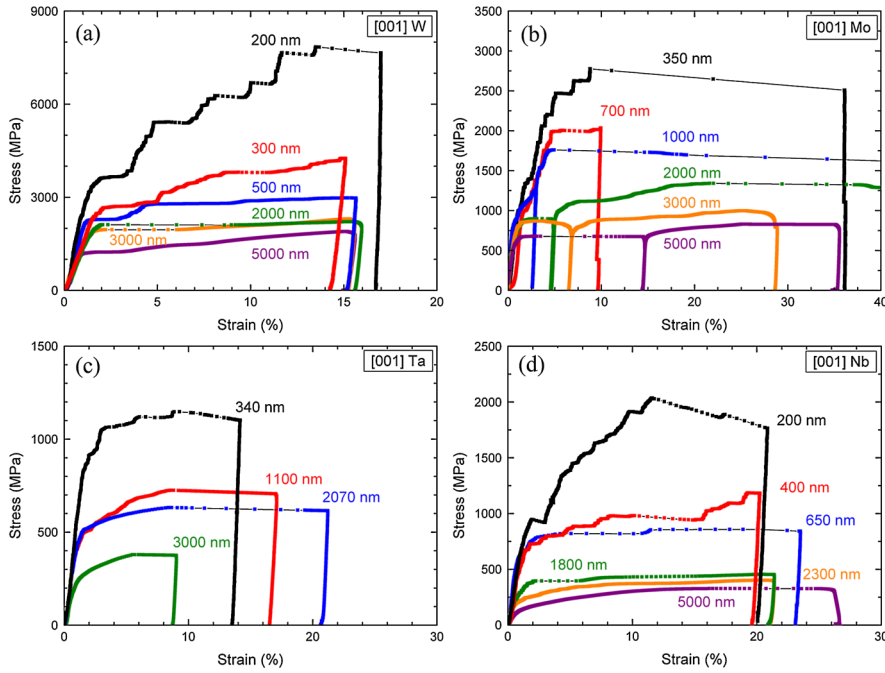 (a)
[001] W
200 nm
300 nm
500 nm
2000 nm
3000 nm
5000 nm
9000
6000
3000
0
0
5
10
15
20
Stress (MPa)
Strain (%)
(b)
[001] Mo
350 nm
700 nm
1000 nm
2000 nm
3000 nm
5000 nm
3500
3000
2500
2000
1750
1500
1250
1000
750
500
250
0
0
10
20
30
40
Stress (MPa)
Strain (%)
(c)
[001] Ta
340 nm
1100 nm
2070 nm
3000 nm
1500
1000
500
0
0
10
20
30
Stress (MPa)
Strain (%)
(d)
[001] Nb
200 nm
400 nm
650 nm
1800 nm
2300 nm
5000 nm
2500
2000
1500
1000
500
250
0
0
10
20
30
Stress (MPa)
Strain (%)